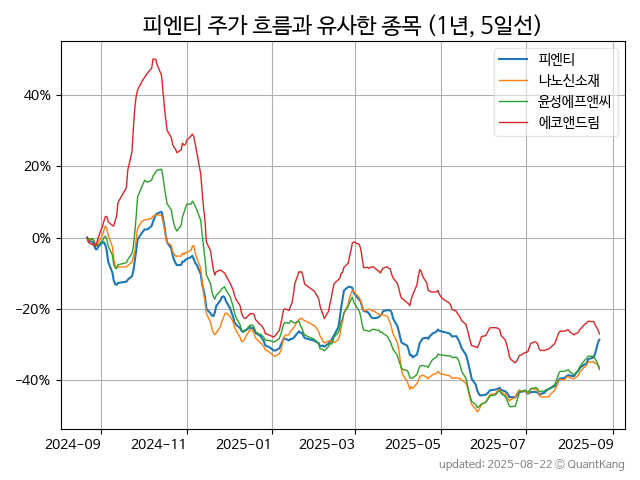 피엔티 주가 흐름과 유사한 종목 (1년, 5일선)
피엔티
나노신소재
윤성에프앤씨
에코앤드림
40%
20%
0%
−20%
−40%
2024-09 2024-11 2025-01 2025-03 2025-05 2025-07 2025-09
updated: 2025-08-22 © QuantKang